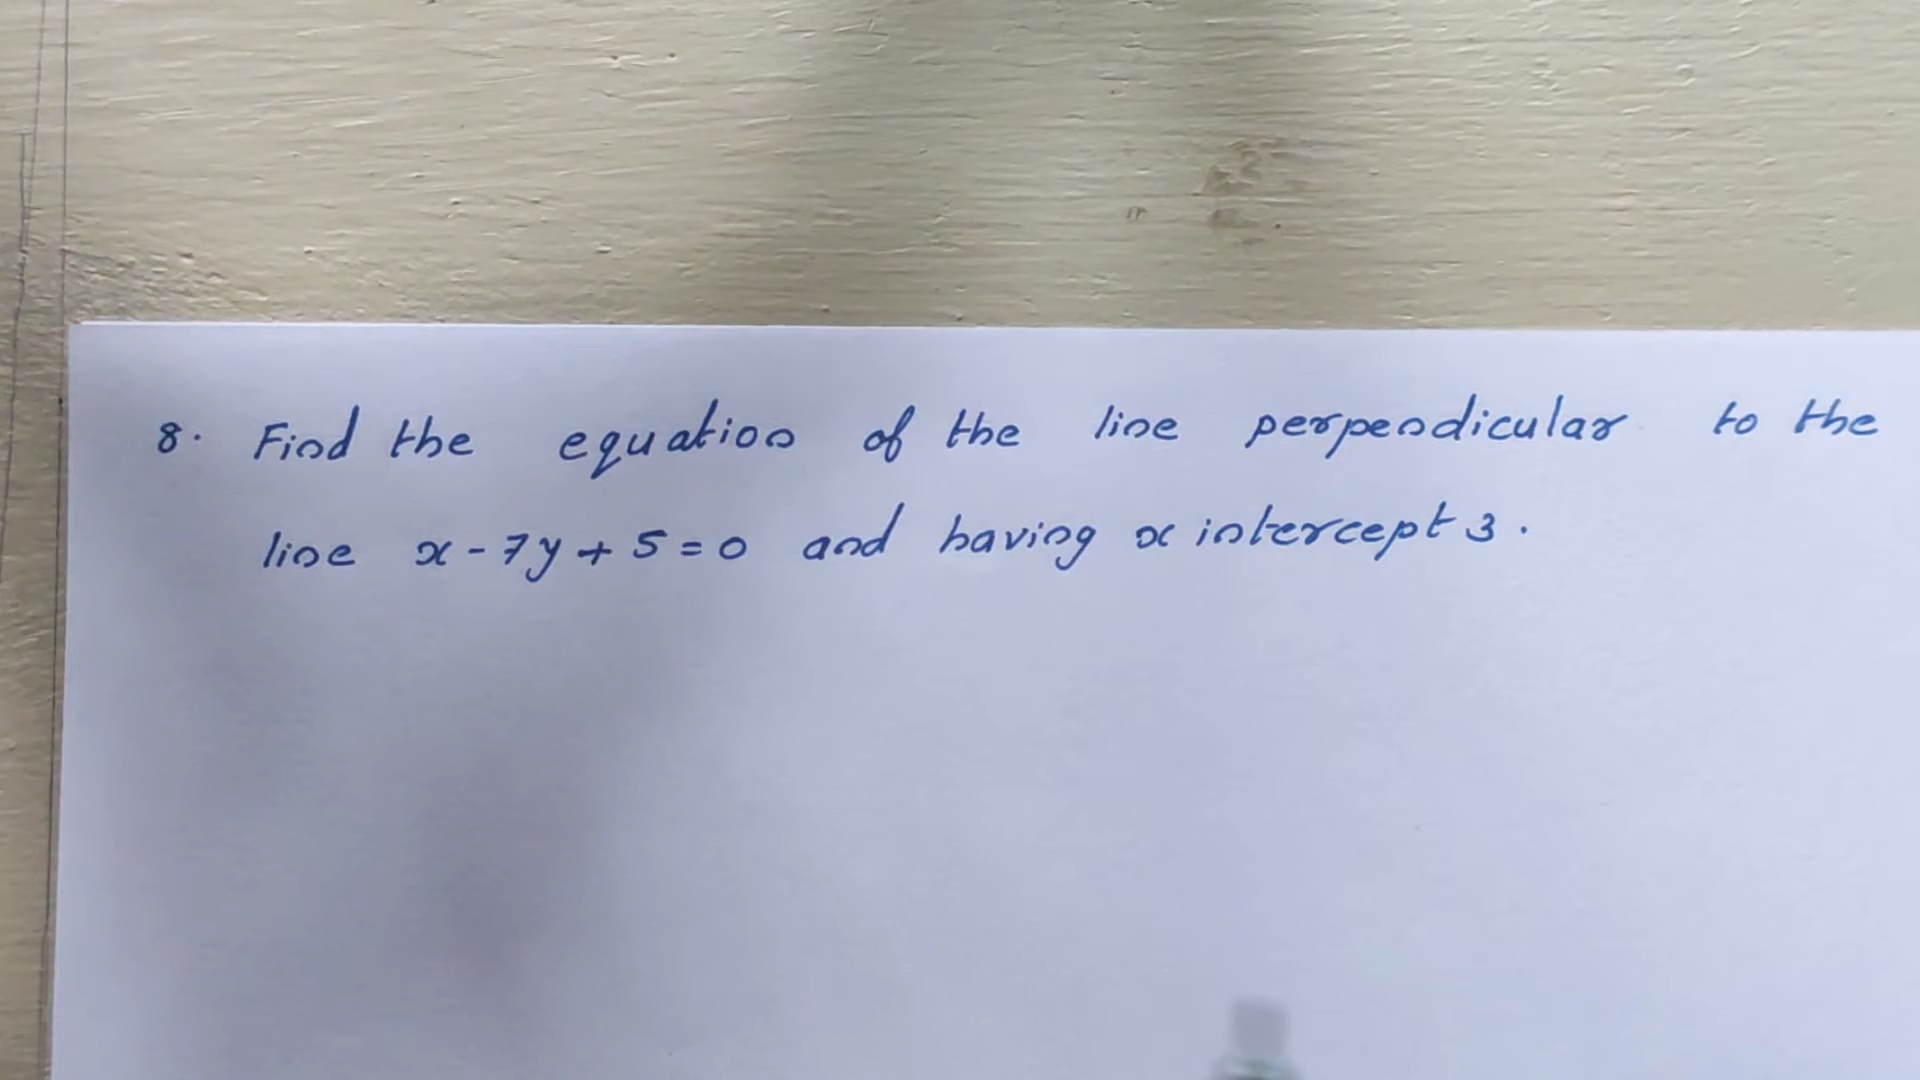 8. Find the equation of the line perpendicular to the
line x - 7y + 5 = 0 and having x intercept 3.